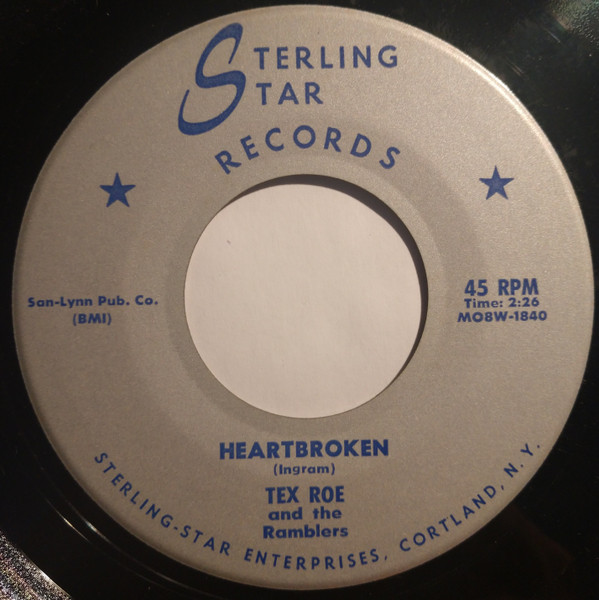 STERLING
STAR
RECORDS
San-Lynn Pub. Co.
(BMI)
45 RPM
Time: 2:26
MO8W-1840
HEARTBROKEN
(Ingram)
TEX ROE
and the
Ramblers
STERLING-STAR ENTERPRISES, CORTLAND, N. Y.